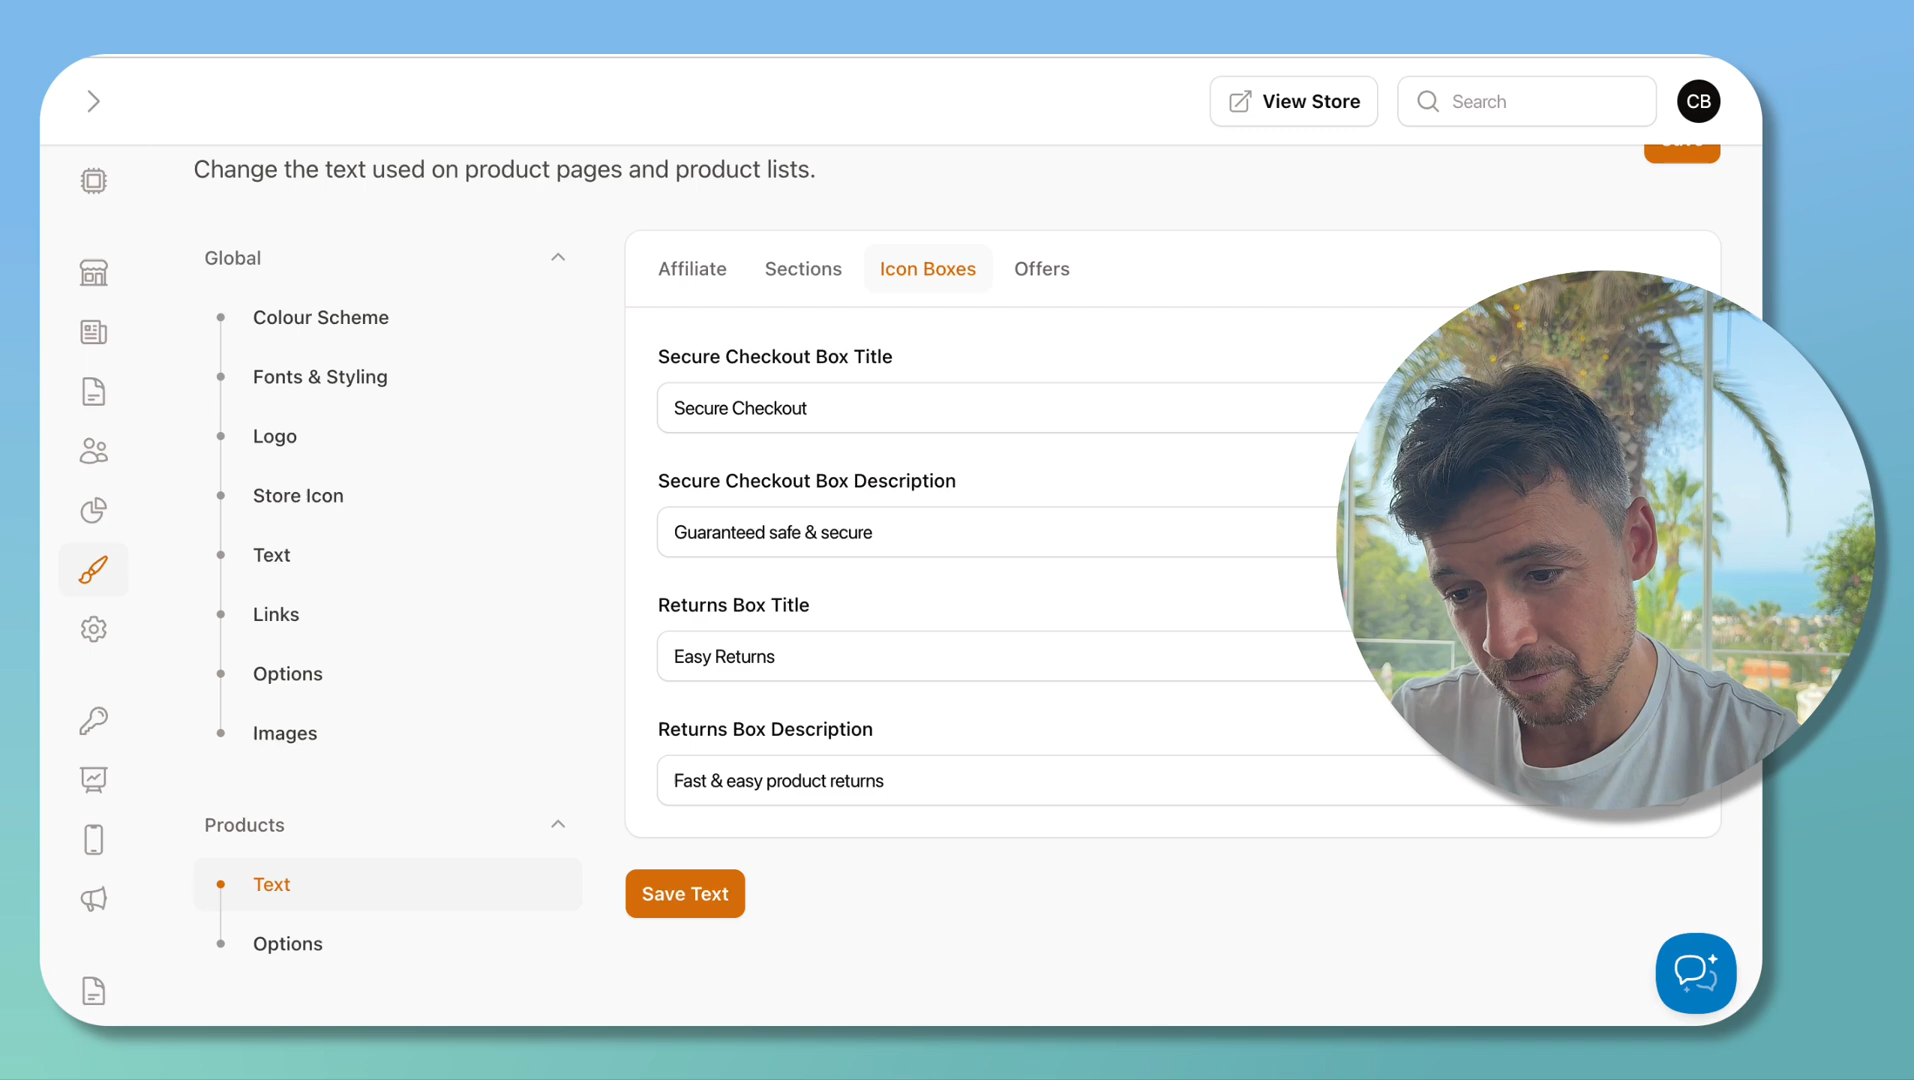 View Store
Search
CB
Change the text used on product pages and product lists.
Global
Colour Scheme
Fonts & Styling
Logo
Store Icon
Text
Links
Options
Images
Products
Text
Options
Affiliate
Sections
Icon Boxes
Offers
Secure Checkout Box Title
Secure Checkout
Secure Checkout Box Description
Guaranteed safe & secure
Returns Box Title
Easy Returns
Returns Box Description
Fast & easy product returns
Save Text